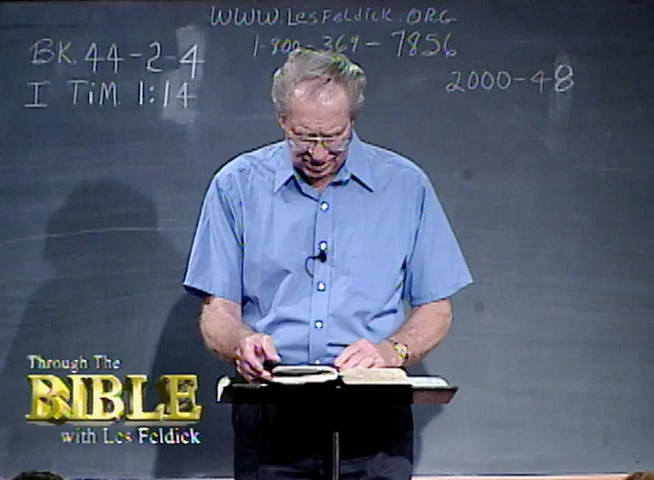 WWW.LesFeldick.ORG
1-800-369-7856
BK. 44-2-4
I TiM. 1:14
2000-48
Through The
BIBLE
with Les Feldick